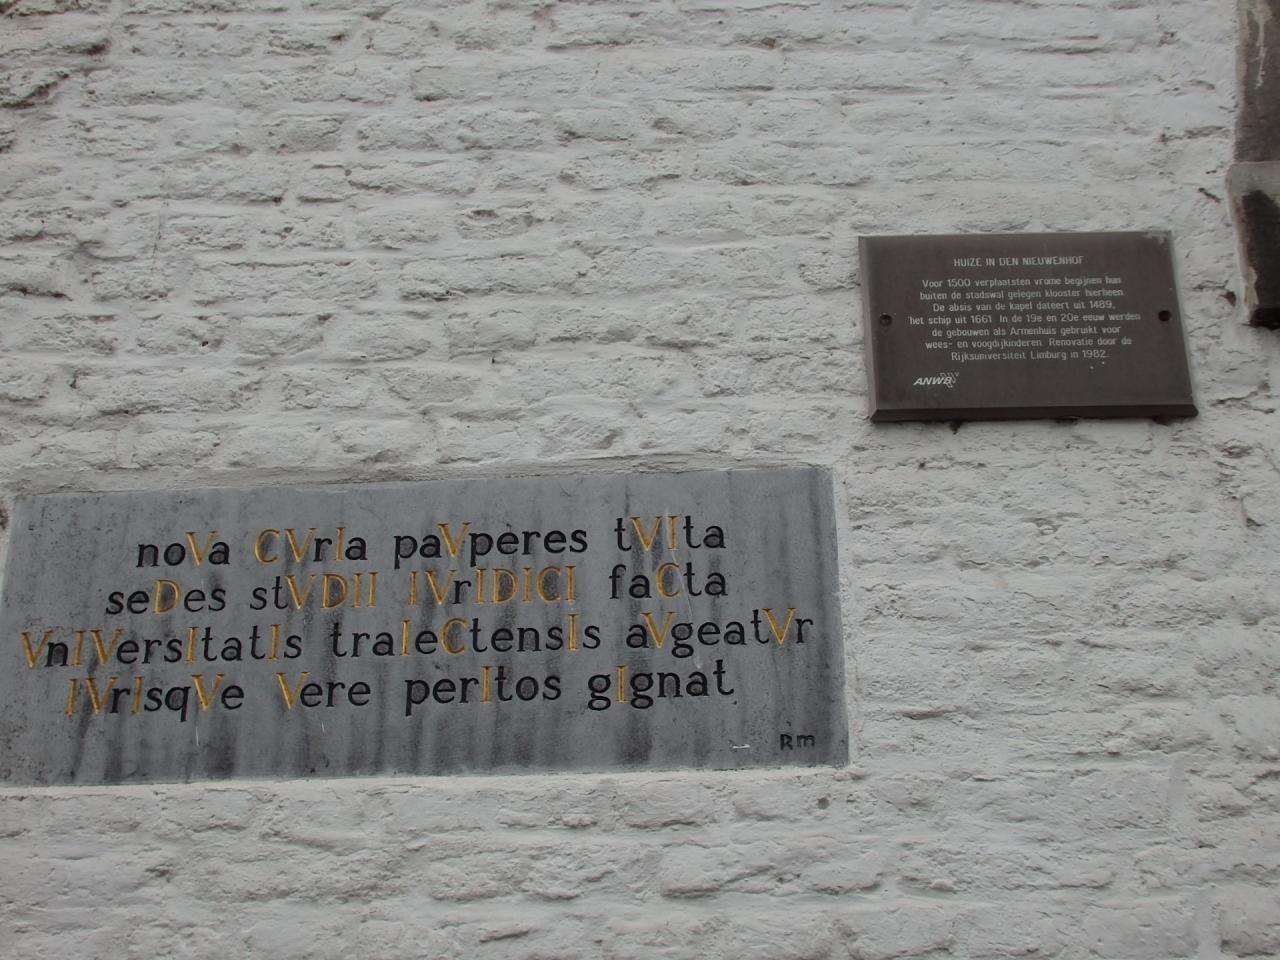 HUIZE IN DEN NIEUWENHOF
Voor 1500 verplaatsten vrome begijnen hun
buiten de stadswal gelegen klooster hierheen.
De absis van de kapel dateert uit 1489,
het schip uit 1661. In de 19e en 20e eeuw werden
de gebouwen als Armenhuis gebruikt voor
wees- en voogdijkinderen. Renovatie door de
Rijksuniversiteit Limburg in 1982.
ANWB
noVa CVrIa paVperes tVIta
seDes stVDII IVrIDICI faCta
VnIVersItatIs traIeCtensIs aVgeatVr
IVrIsqVe Vere perItos gIgnat
Rm